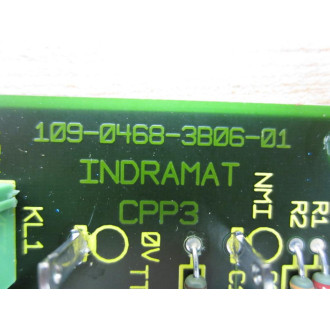 109-0468-3B06-01
INDRAMAT
CPP3
KL1
0V
NMI
R2
R1